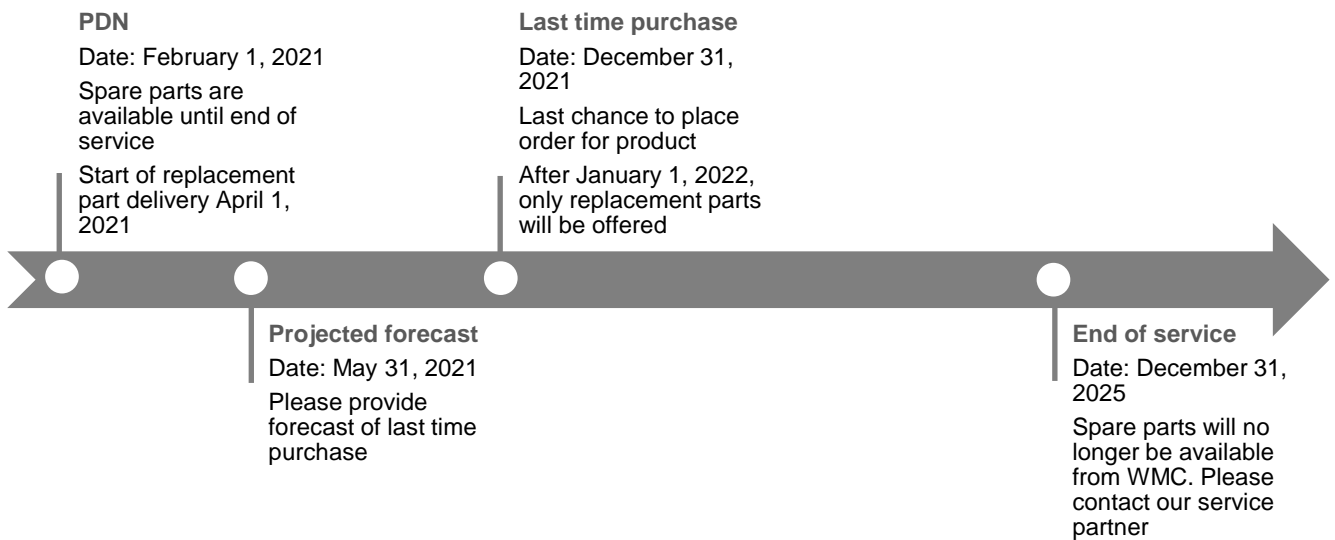 PDN
Date: February 1, 2021
Spare parts are
available until end of
service
Start of replacement
part delivery April 1,
2021
Last time purchase
Date: December 31,
2021
Last chance to place
order for product
After January 1, 2022,
only replacement parts
will be offered
Projected forecast
Date: May 31, 2021
Please provide
forecast of last time
purchase
End of service
Date: December 31,
2025
Spare parts will no
longer be available
from WMC. Please
contact our service
partner